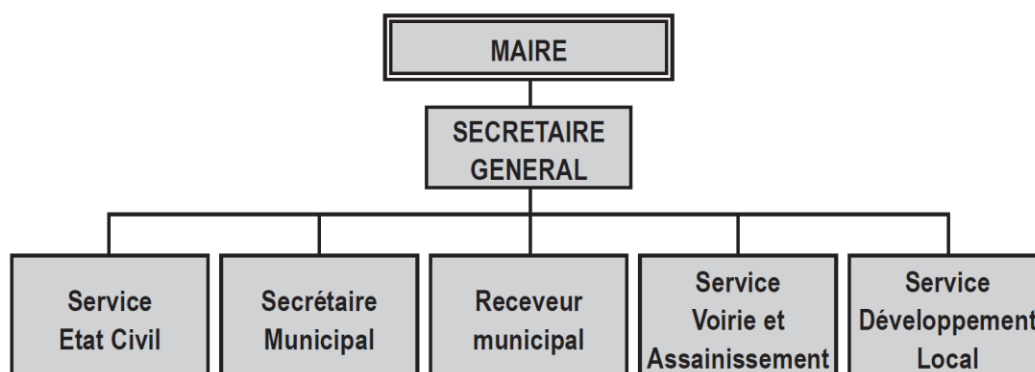 MAIRE
SECRETAIRE
GENERAL
Service
Etat Civil
Secrétaire
Municipal
Receveur
municipal
Service
Voirie et
Assainissement
Service
Développement
Local